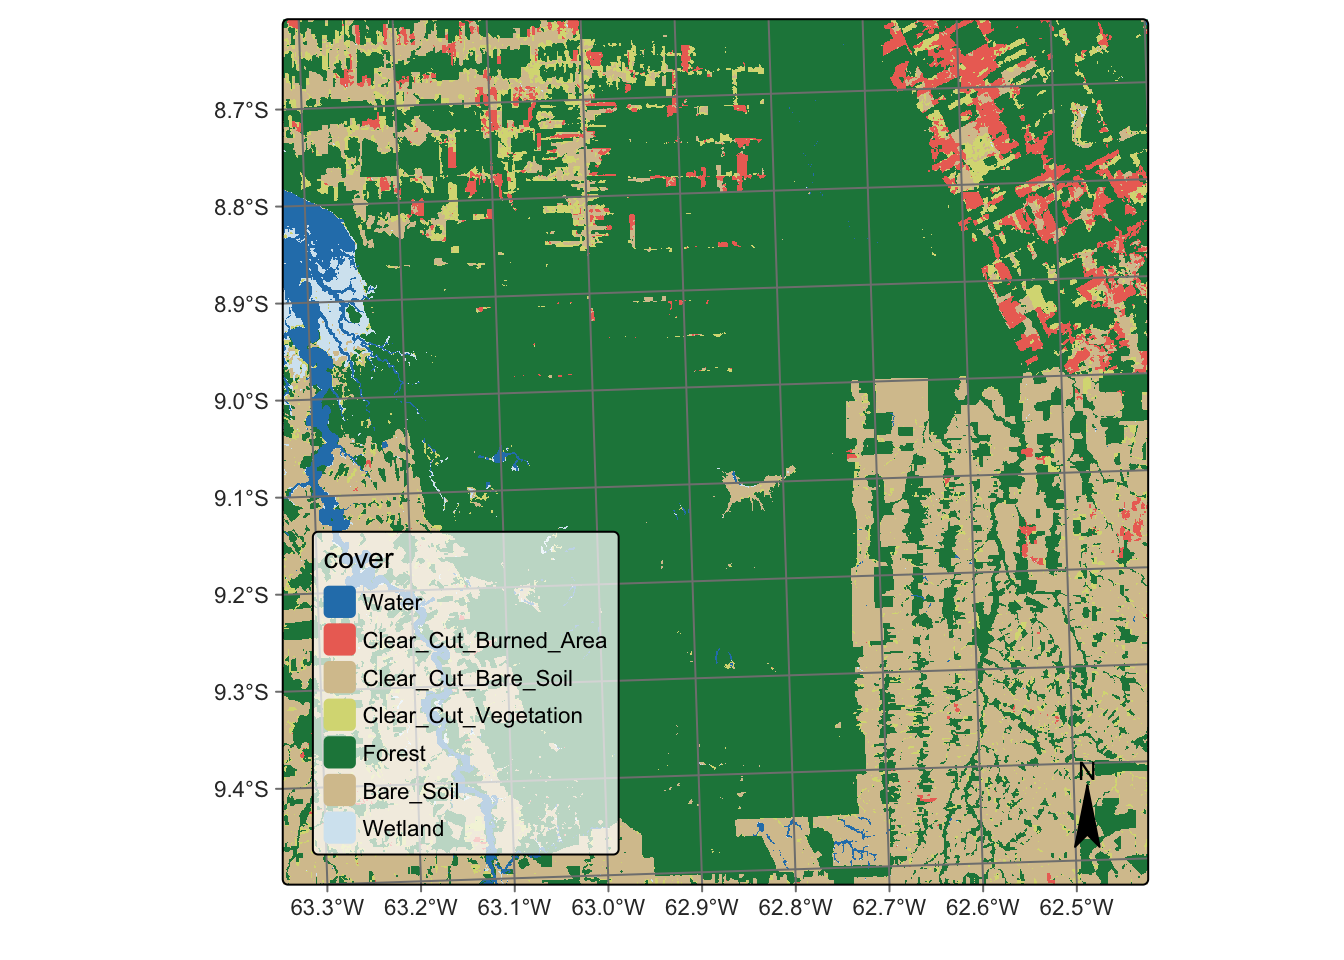 8.7°S
8.8°S
8.9°S
9.0°S
9.1°S
9.2°S
9.3°S
9.4°S
cover
Water
Clear_Cut_Burned_Area
Clear_Cut_Bare_Soil
Clear_Cut_Vegetation
Forest
Bare_Soil
Wetland
N
63.3°W 63.2°W 63.1°W 63.0°W 62.9°W 62.8°W 62.7°W 62.6°W 62.5°W